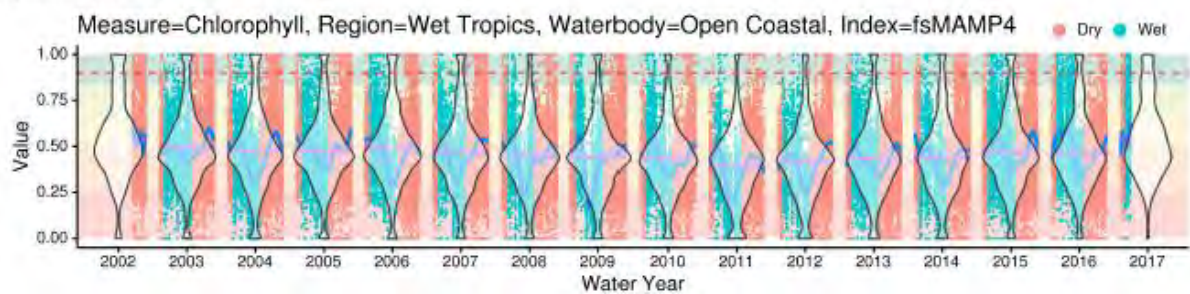 Measure=Chlorophyll, Region=Wet Tropics, Waterbody=Open Coastal, Index=fsMAMP4
Dry Wet
1.00
0.75
0.50
0.25
0.00
Value
2002 2003 2004 2005 2006 2007 2008 2009 2010 2011 2012 2013 2014 2015 2016 2017
Water Year